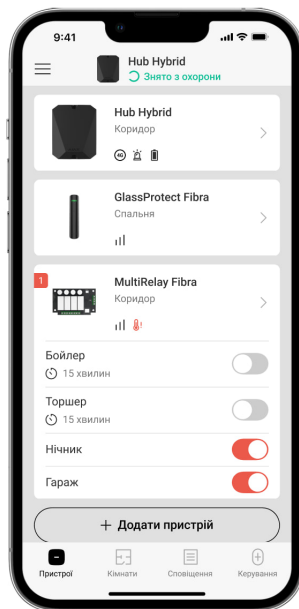 9:41
Hub Hybrid
Знято з охорони
Hub Hybrid
Коридор
4G
GlassProtect Fibra
Спальня
1
MultiRelay Fibra
Коридор
Бойлер
15 хвилин
Торшер
15 хвилин
Нічник
Гараж
+ Додати пристрій
Пристрої Кімнати Сповіщення Керування